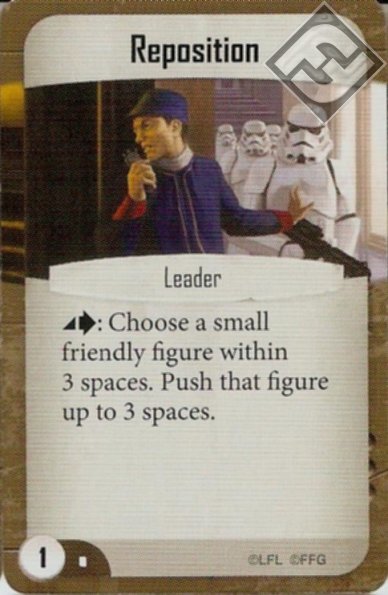 Reposition
Leader
: Choose a small
friendly figure within
3 spaces. Push that figure
up to 3 spaces.
1
©LFL ©FFG